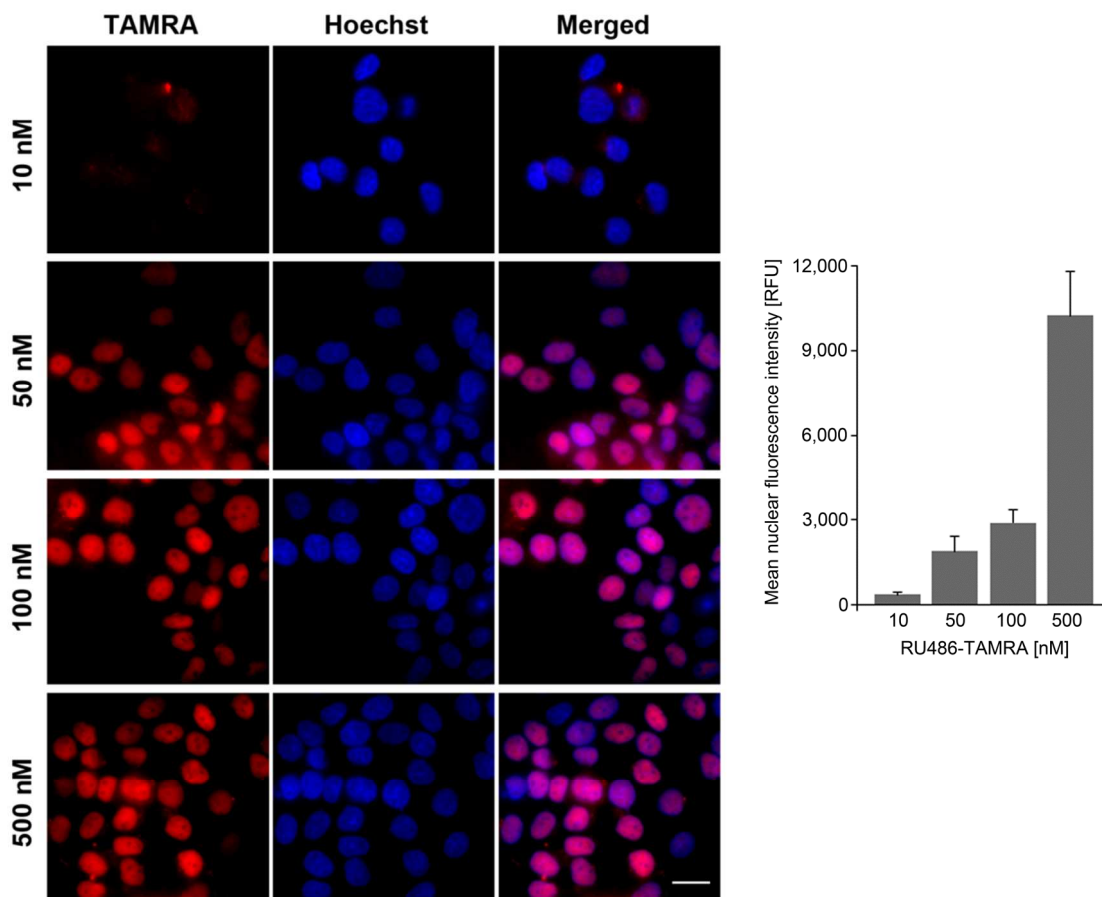 TAMRA Hoechst Merged
10 nM
50 nM
100 nM
500 nM
Mean nuclear fluorescence intensity [RFU]
12,000
9,000
6,000
3,000
0
10 50 100 500
RU486-TAMRA [nM]